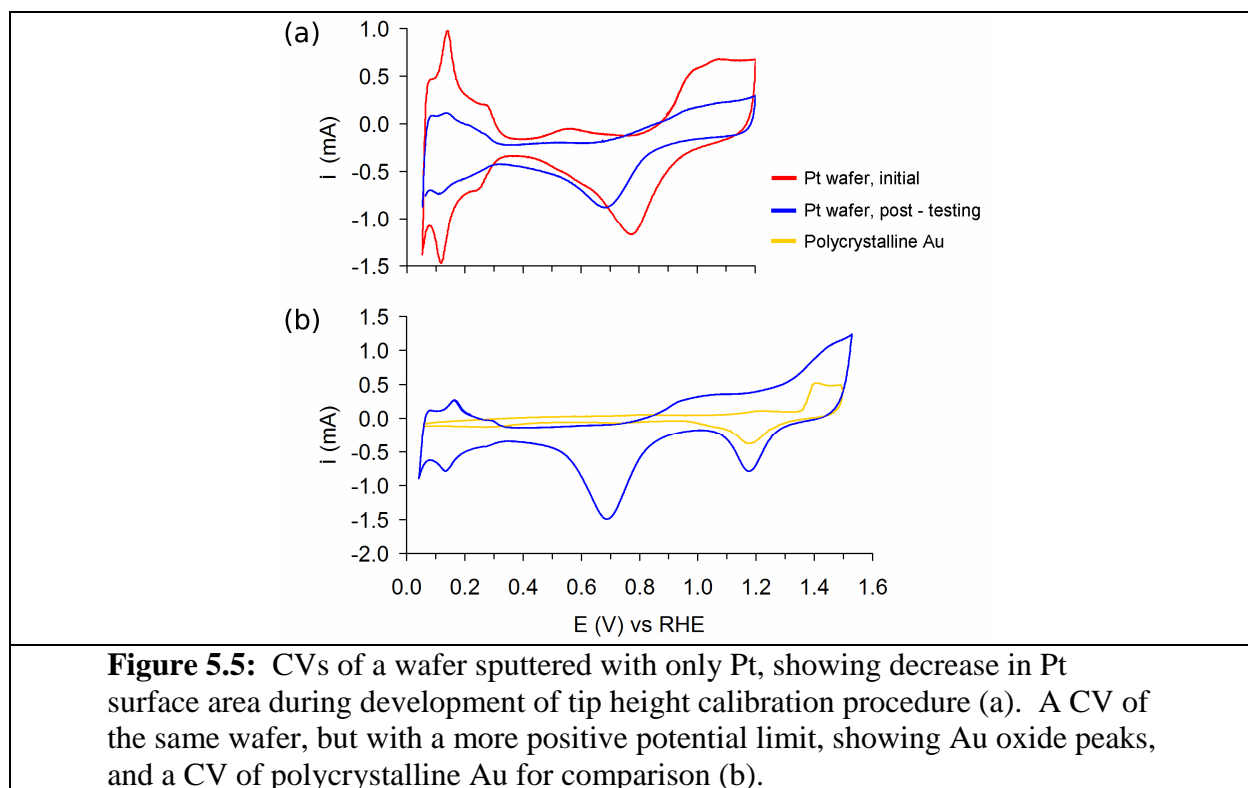 (a)
1.0
0.5
0.0
-0.5
-1.0
-1.5
i (mA)
Pt wafer, initial
Pt wafer, post - testing
Polycrystalline Au
(b)
1.5
1.0
0.5
0.0
-0.5
-1.0
-1.5
-2.0
i (mA)
0.0 0.2 0.4 0.6 0.8 1.0 1.2 1.4 1.6
E (V) vs RHE
Figure 5.5: CVs of a wafer sputtered with only Pt, showing decrease in Pt
surface area during development of tip height calibration procedure (a). A CV of
the same wafer, but with a more positive potential limit, showing Au oxide peaks,
and a CV of polycrystalline Au for comparison (b).